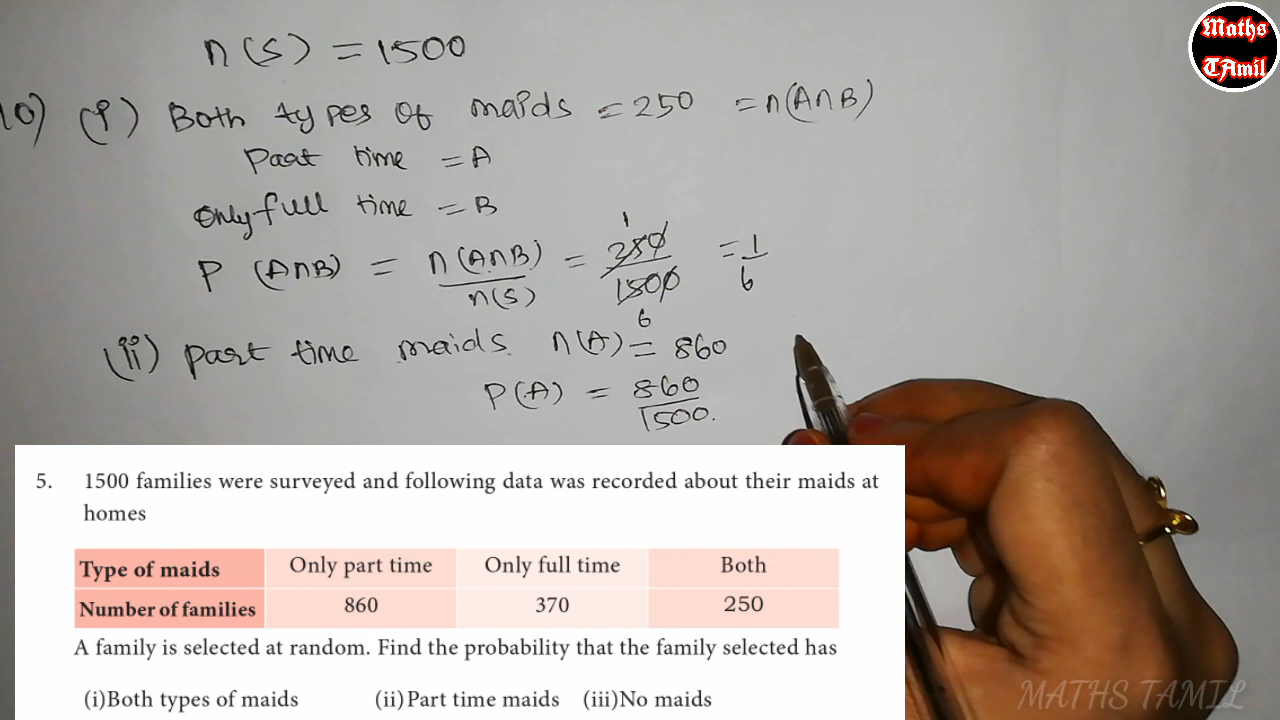 Maths
TAmil
n(S) = 1500
10) (i) Both types of maids = 250 = n(A∩B)
Part time = A
Only full time = B
P (A∩B) = n(A∩B)/n(S) = 250/1500 = 1/6
1
6
(ii) Part time maids. n(A) = 860
P(A) = 860/1500.
5. 1500 families were surveyed and following data was recorded about their maids at
homes
Type of maids Only part time Only full time Both
Number of families 860 370 250
A family is selected at random. Find the probability that the family selected has
(i)Both types of maids (ii)Part time maids (iii)No maids
MATHS TAMIL